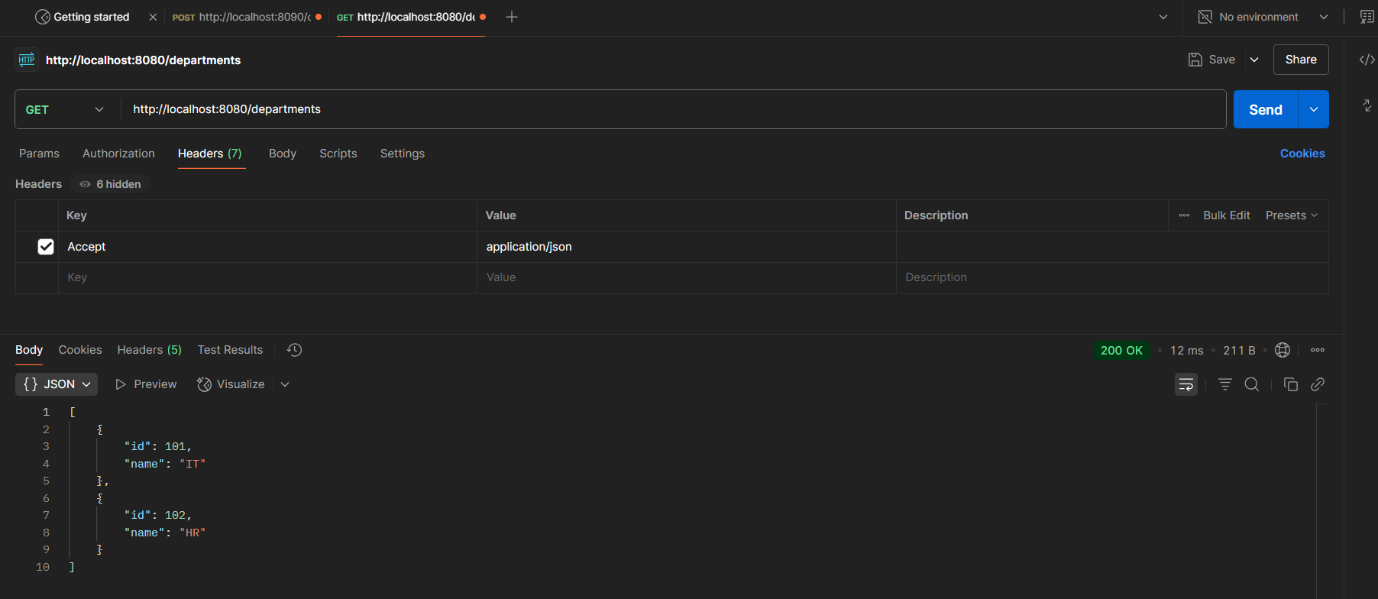 Getting started
POST http://localhost:8090/c
GET http://localhost:8080/de
No environment
HTTP http://localhost:8080/departments
Save
Share
GET http://localhost:8080/departments
Send
Params Authorization Headers (7) Body Scripts Settings
Cookies
Headers 6 hidden
Key Value Description
Bulk Edit Presets
Accept application/json
Key Value Description
Body Cookies Headers (5) Test Results
200 OK • 12 ms • 211 B
{} JSON Preview Visualize
1 [
2 {
3 "id": 101,
4 "name": "IT"
5 },
6 {
7 "id": 102,
8 "name": "HR"
9 }
10 ]